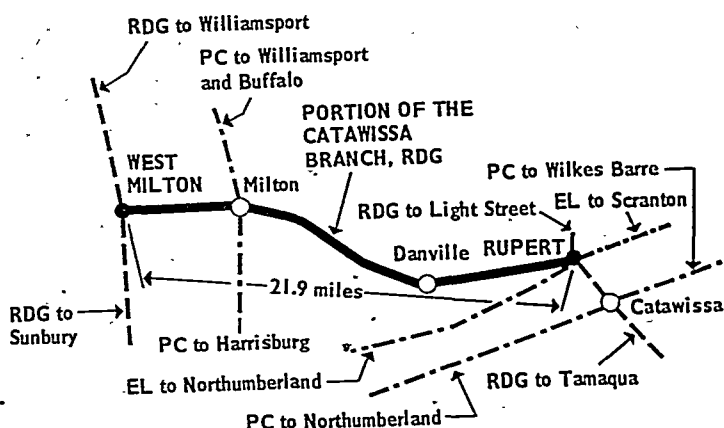 RDG to Williamsport
PC to Williamsport
and Buffalo
PORTION OF THE
CATAWISSA
BRANCH, RDG
WEST
MILTON
Milton
PC to Wilkes Barre
EL to Scranton
RDG to Light Street
Danville
RUPERT
21.9 miles
Catawissa
RDG to
Sunbury
PC to Harrisburg
EL to Northumberland
RDG to Tamaqua
PC to Northumberland